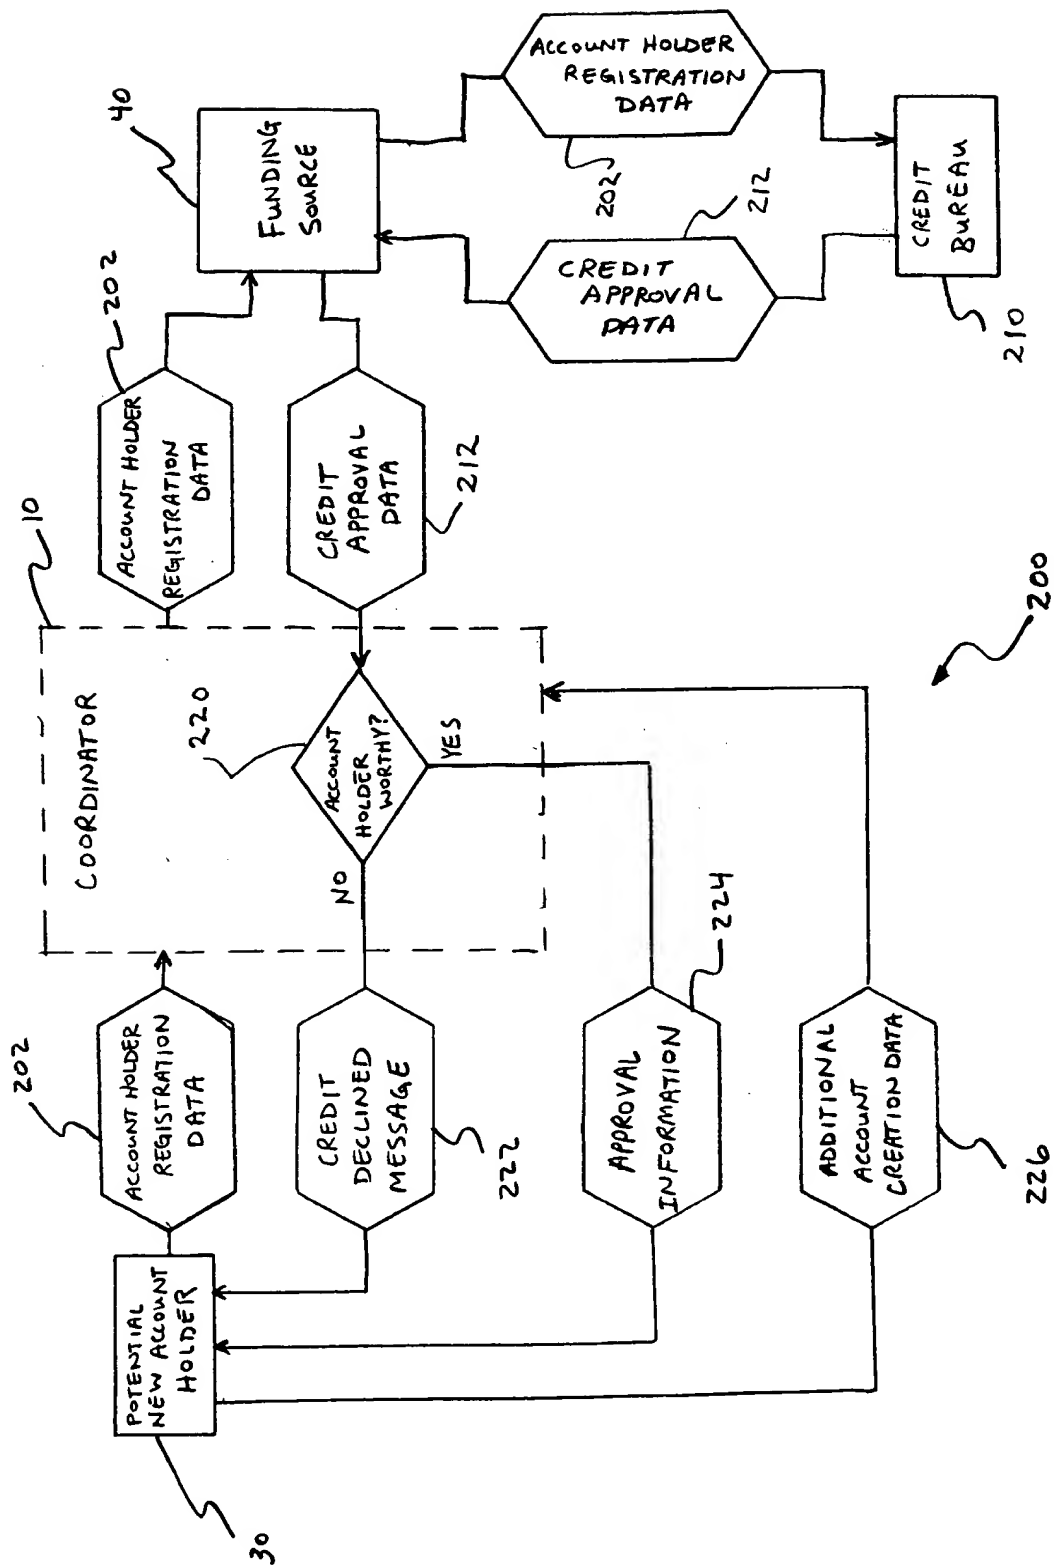 202
ACCOUNT HOLDER
REGISTRATION
DATA
POTENTIAL
NEW ACCOUNT
HOLDER
30
CREDIT
DECLINED
MESSAGE
222
APPROVAL
INFORMATION
224
ADDITIONAL
ACCOUNT
CREATION DATA
226
COORDINATOR
10
220
ACCOUNT
HOLDER
WORTHY?
NO
YES
202
ACCOUNT HOLDER
REGISTRATION
DATA
CREDIT
APPROVAL
DATA
212
40
FUNDING
SOURCE
ACCOUNT HOLDER
REGISTRATION
DATA
202
CREDIT
APPROVAL
DATA
212
CREDIT
BUREAU
210
200